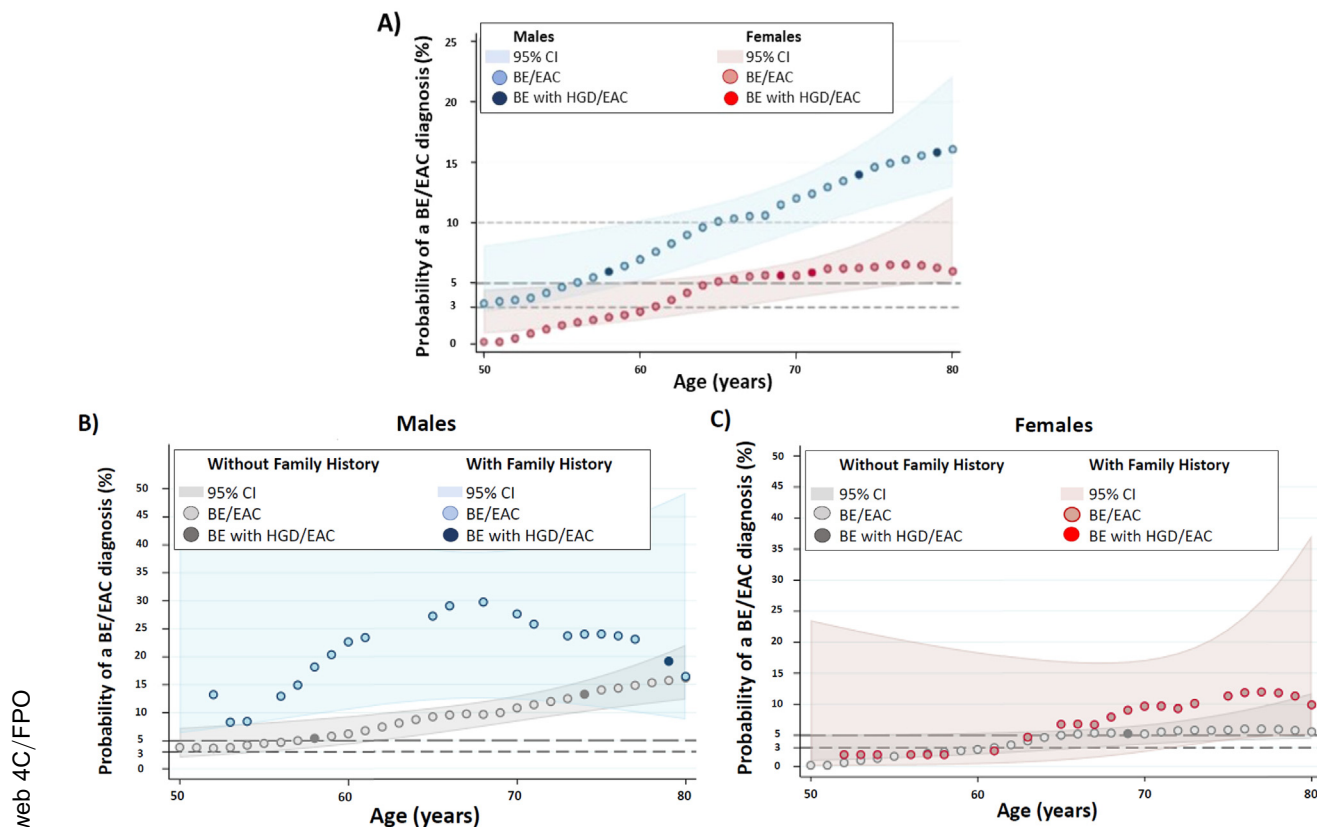 A)
Males Females
95% CI 95% CI
BE/EAC BE/EAC
BE with HGD/EAC BE with HGD/EAC
Probability of a BE/EAC diagnosis (%)
25
20
15
10
5
3
0
50 60 70 80
Age (years)
B) Males
Without Family History With Family History
95% CI 95% CI
BE/EAC BE/EAC
BE with HGD/EAC BE with HGD/EAC
Probability of a BE/EAC diagnosis (%)
50
45
40
35
30
25
20
15
10
5
3
0
50 60 70 80
Age (years)
C) Females
Without Family History With Family History
95% CI 95% CI
BE/EAC BE/EAC
BE with HGD/EAC BE with HGD/EAC
Probability of a BE/EAC diagnosis (%)
50
45
40
35
30
25
20
15
10
5
3
0
50 60 70 80
Age (years)
web 4C/FPO